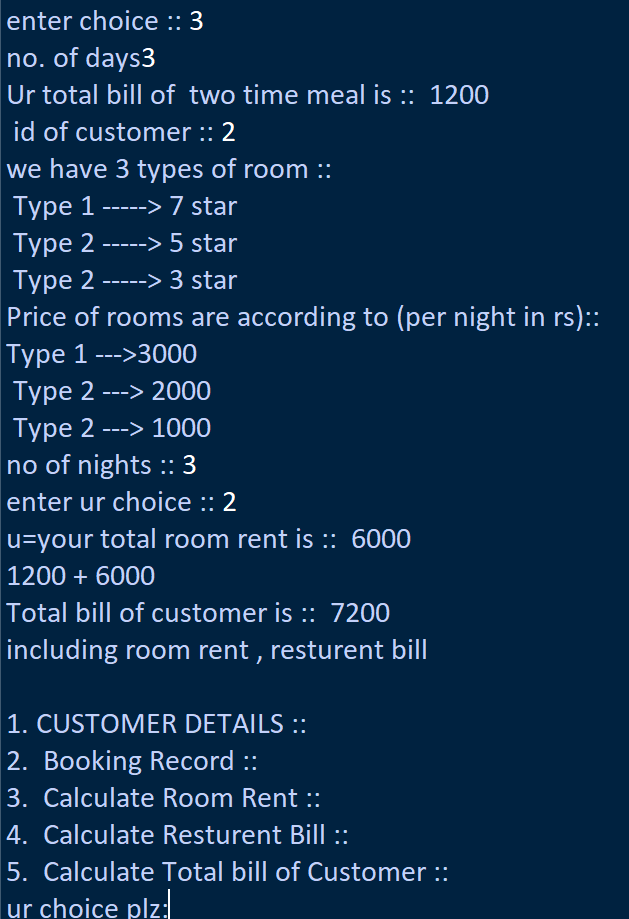 enter choice :: 3
no. of days3
Ur total bill of  two time meal is ::  1200
 id of customer :: 2
we have 3 types of room ::
 Type 1 -----> 7 star
 Type 2 -----> 5 star
 Type 2 -----> 3 star
Price of rooms are according to (per night in rs)::
Type 1 --->3000
 Type 2 ---> 2000
 Type 2 ---> 1000
no of nights :: 3
enter ur choice :: 2
u=your total room rent is ::  6000
1200 + 6000
Total bill of customer is ::  7200
including room rent , resturent bill
1. CUSTOMER DETAILS ::
2.  Booking Record ::
3.  Calculate Room Rent ::
4.  Calculate Resturent Bill ::
5.  Calculate Total bill of Customer ::
ur choice plz: